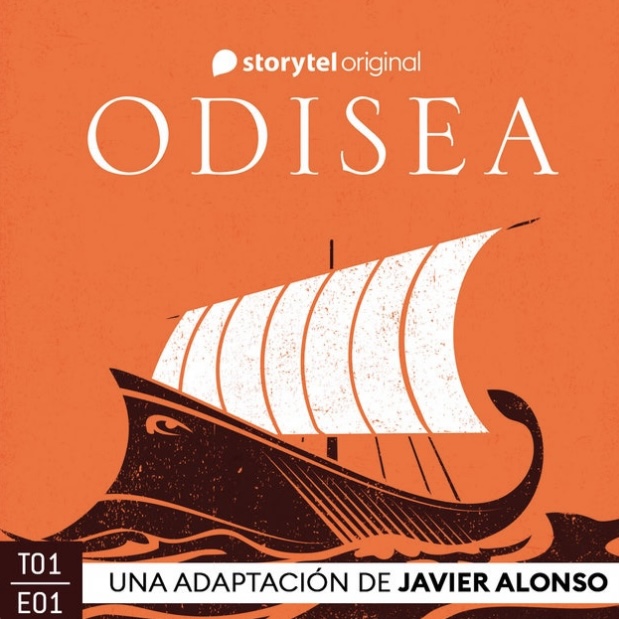 storytel original
ODISEA
T01
E01
UNA ADAPTACIÓN DE JAVIER ALONSO